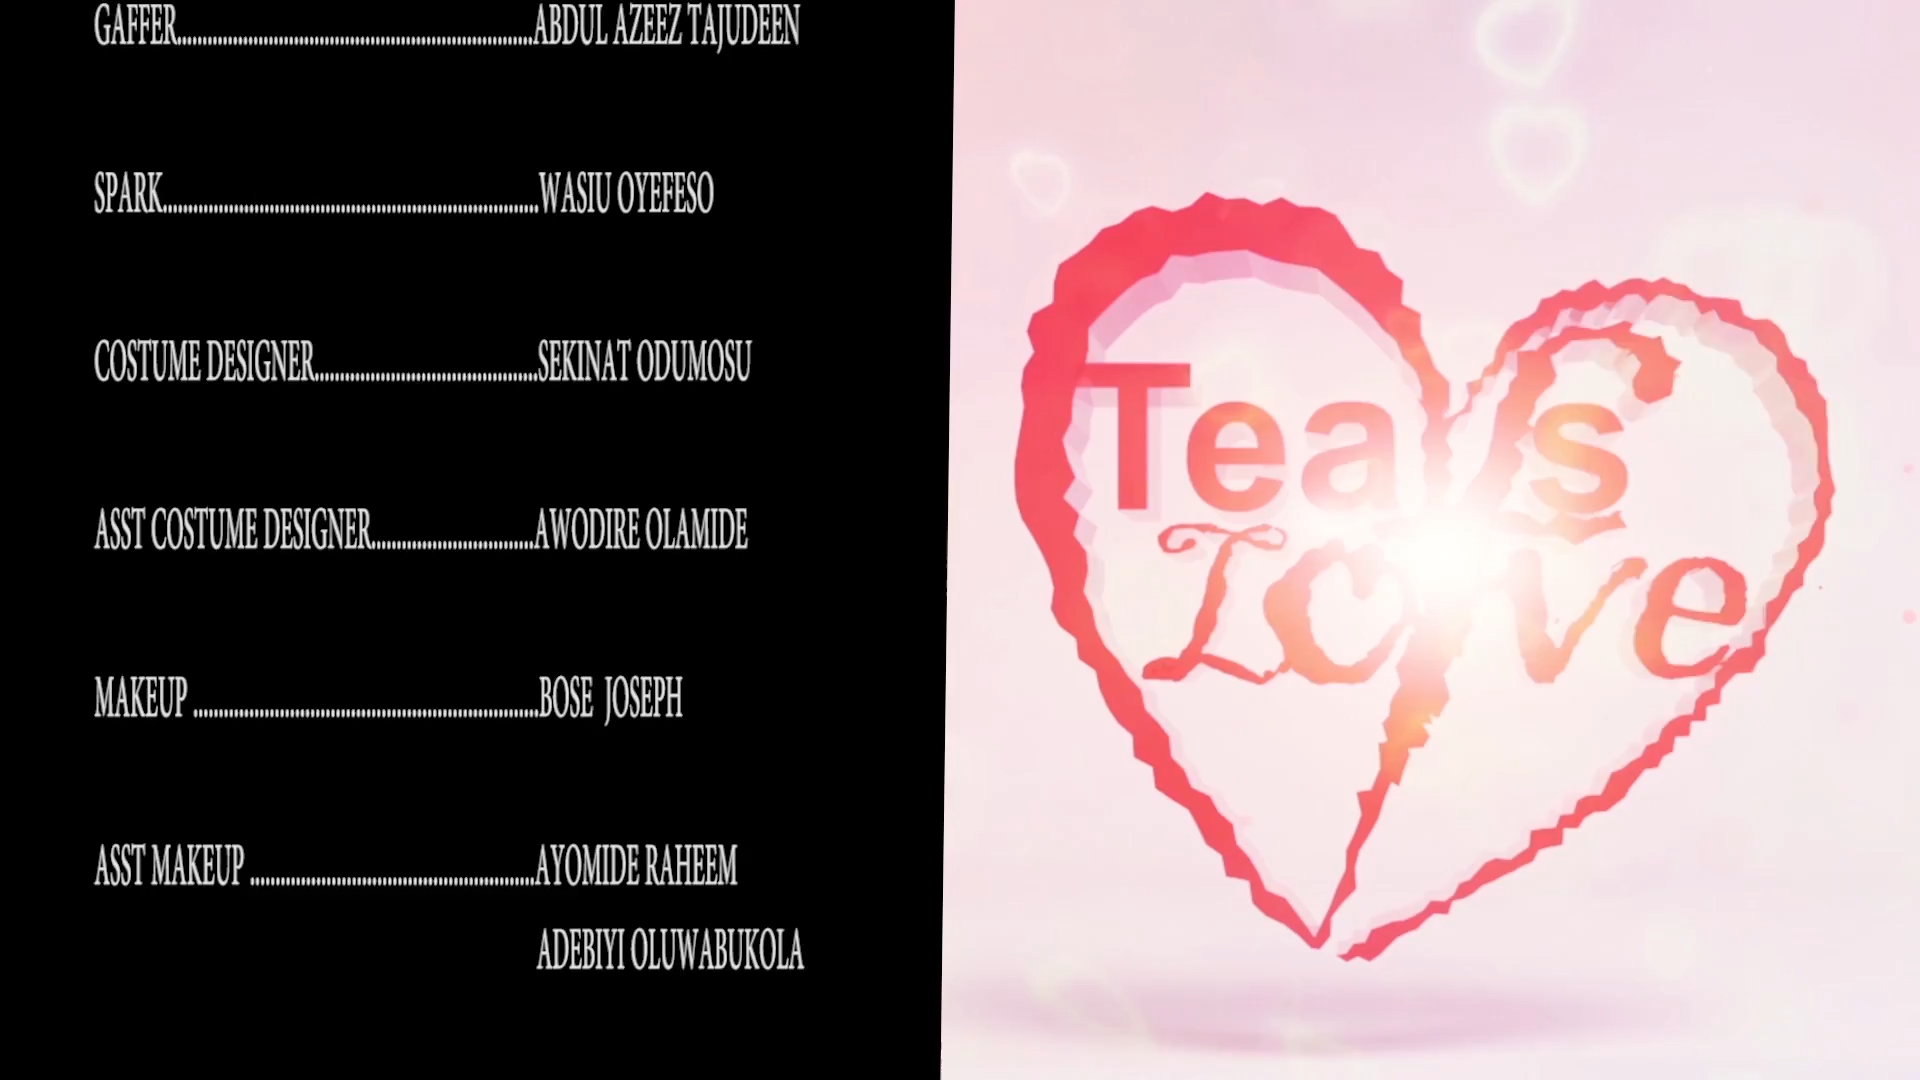 GAFFER......................................................................ABDUL AZEEZ TAJUDEEN
SPARK..........................................................................WASIU OYEFESO
COSTUME DESIGNER............................................SEKINAT ODUMOSU
ASST COSTUME DESIGNER................................AWODIRE OLAMIDE
MAKEUP ....................................................................BOSE JOSEPH
ASST MAKEUP ........................................................AYOMIDE RAHEEM
ADEBIYI OLUWABUKOLA
Tears
Love